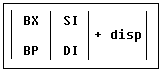 BX SI
+ disp
BP DI